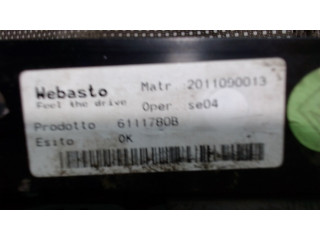 Webasto Matr 2011090013
Feel the drive Oper se04
Prodotto 6111780B
Esito OK